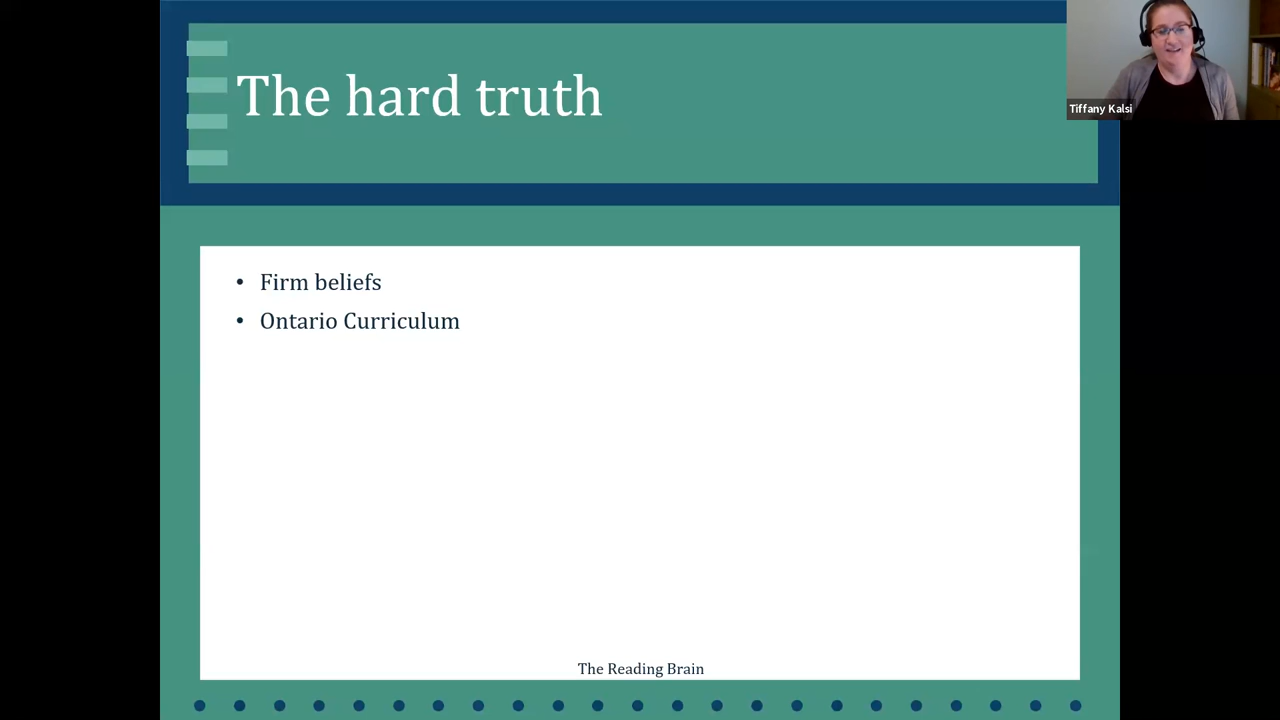 The hard truth
Tiffany Kalsi
• Firm beliefs
• Ontario Curriculum
The Reading Brain